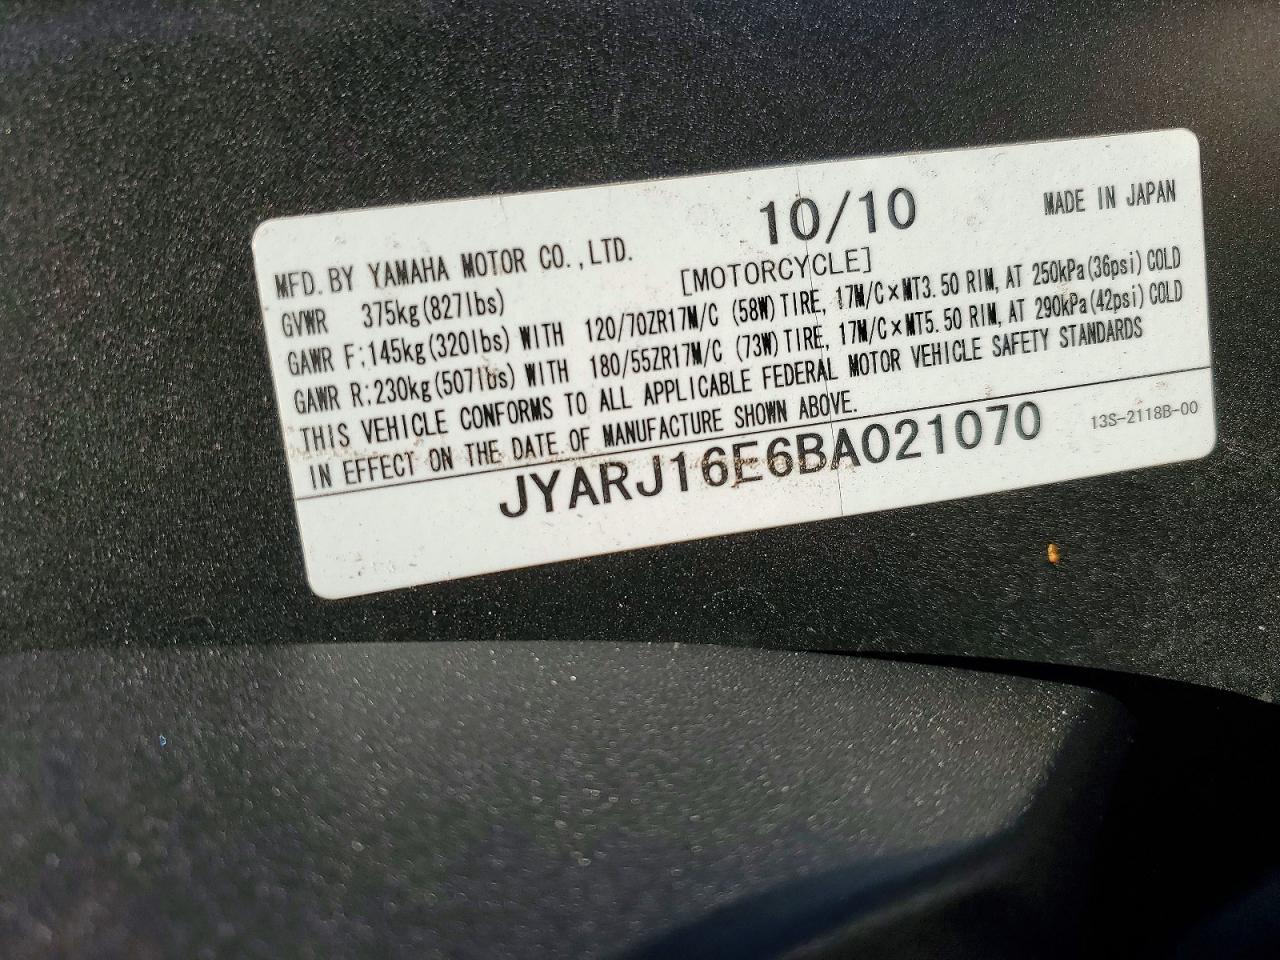 10/10
MADE IN JAPAN
MFD. BY YAMAHA MOTOR CO., LTD.
[MOTORCYCLE]
GVWR 375kg(827lbs)
GAWR F:145kg(320lbs) WITH 120/70ZR17M/C (58W) TIRE, 17M/C×MT3.50 RIM, AT 250kPa(36psi) COLD
GAWR R:230kg(507lbs) WITH 180/55ZR17M/C (73W) TIRE, 17M/C×MT5.50 RIM, AT 290kPa(42psi) COLD
THIS VEHICLE CONFORMS TO ALL APPLICABLE FEDERAL MOTOR VEHICLE SAFETY STANDARDS
IN EFFECT ON THE DATE OF MANUFACTURE SHOWN ABOVE.
JYARJ16E6BA021070
13S-2118B-00